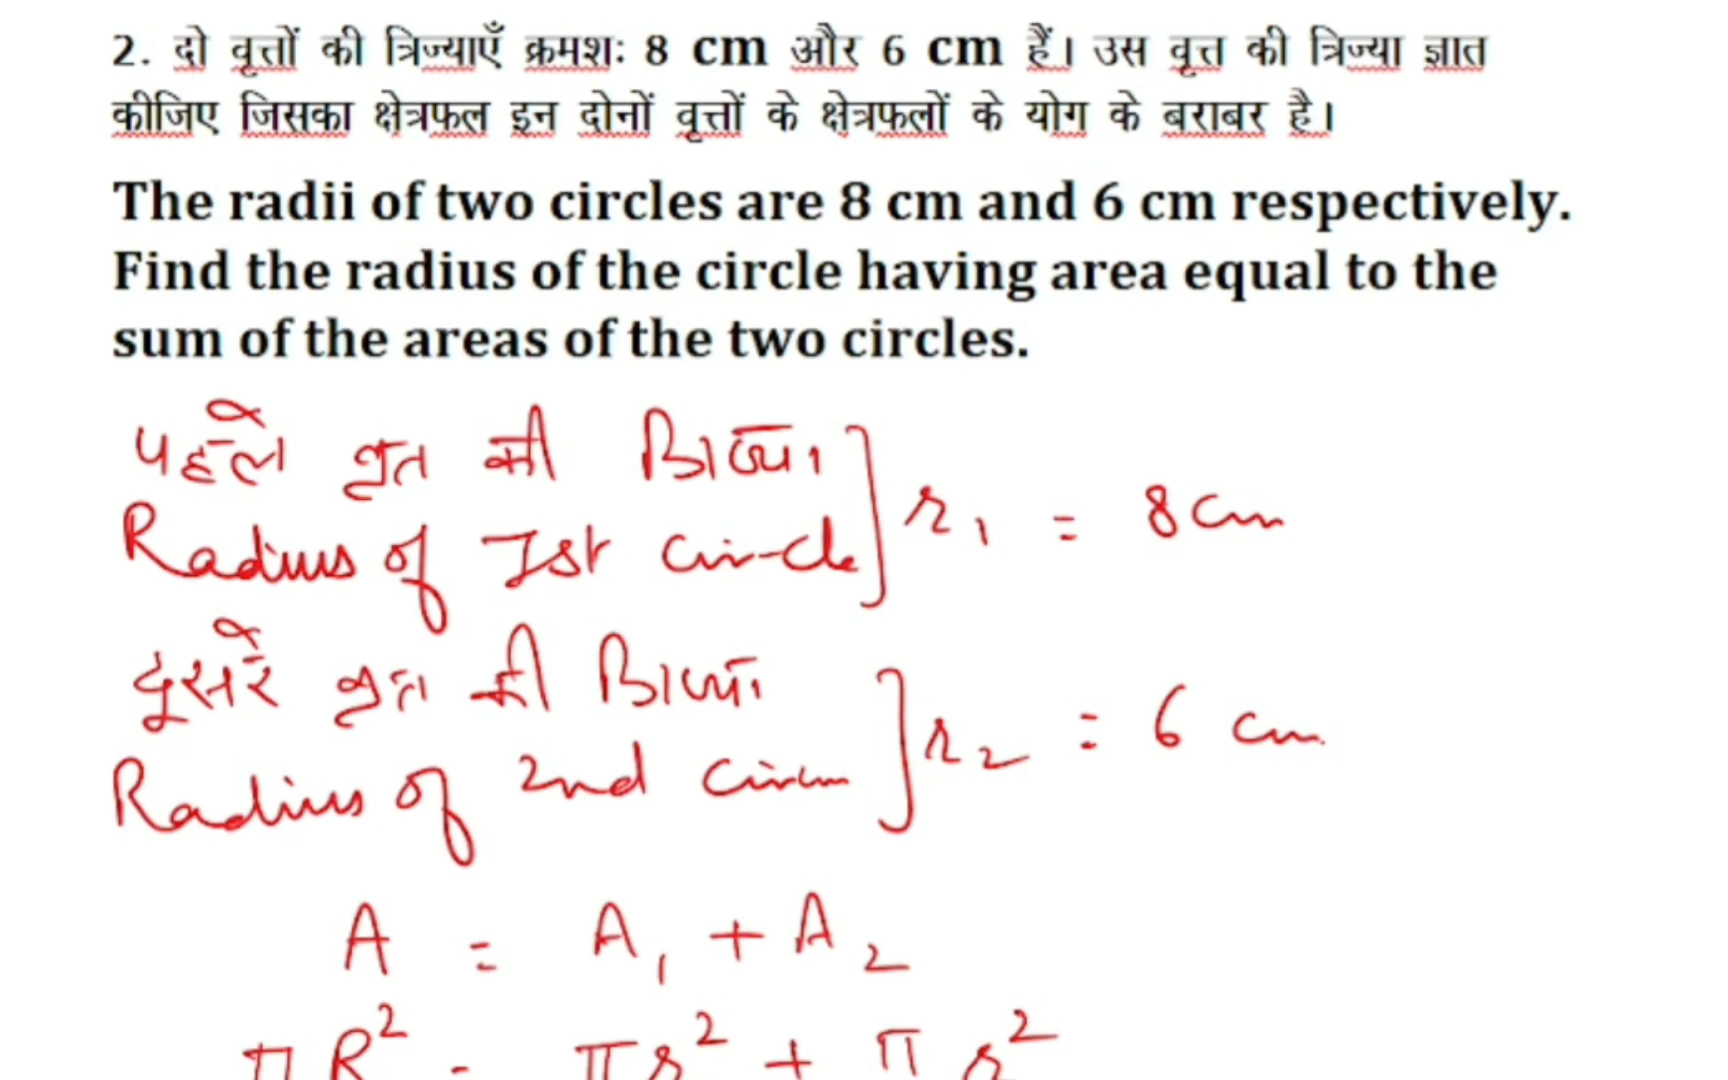 2. दो वृत्तों की त्रिज्याएँ क्रमशः 8 cm और 6 cm हैं। उस वृत्त की त्रिज्या ज्ञात
कीजिए जिसका क्षेत्रफल इन दोनों वृत्तों के क्षेत्रफलों के योग के बराबर है।
The radii of two circles are 8 cm and 6 cm respectively.
Find the radius of the circle having area equal to the
sum of the areas of the two circles.
पहले वृत की त्रिज्या
Radius of Ist circle ] r₁ = 8 cm
दूसरे वृत की त्रिज्या
Radius of 2nd ] r₂ = 6 cm
A = A₁ + A₂
π R² = π r² + π r²